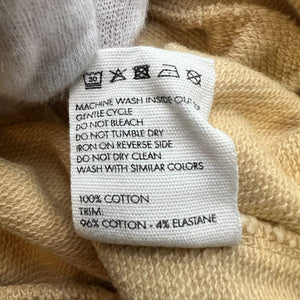 30
MACHINE WASH INSIDE OUT
GENTLE CYCLE
DO NOT BLEACH
DO NOT TUMBLE DRY
IRON ON REVERSE SIDE
DO NOT DRY CLEAN
WASH WITH SIMILAR COLORS
100% COTTON
TRIM:
96% COTTON - 4% ELASTANE